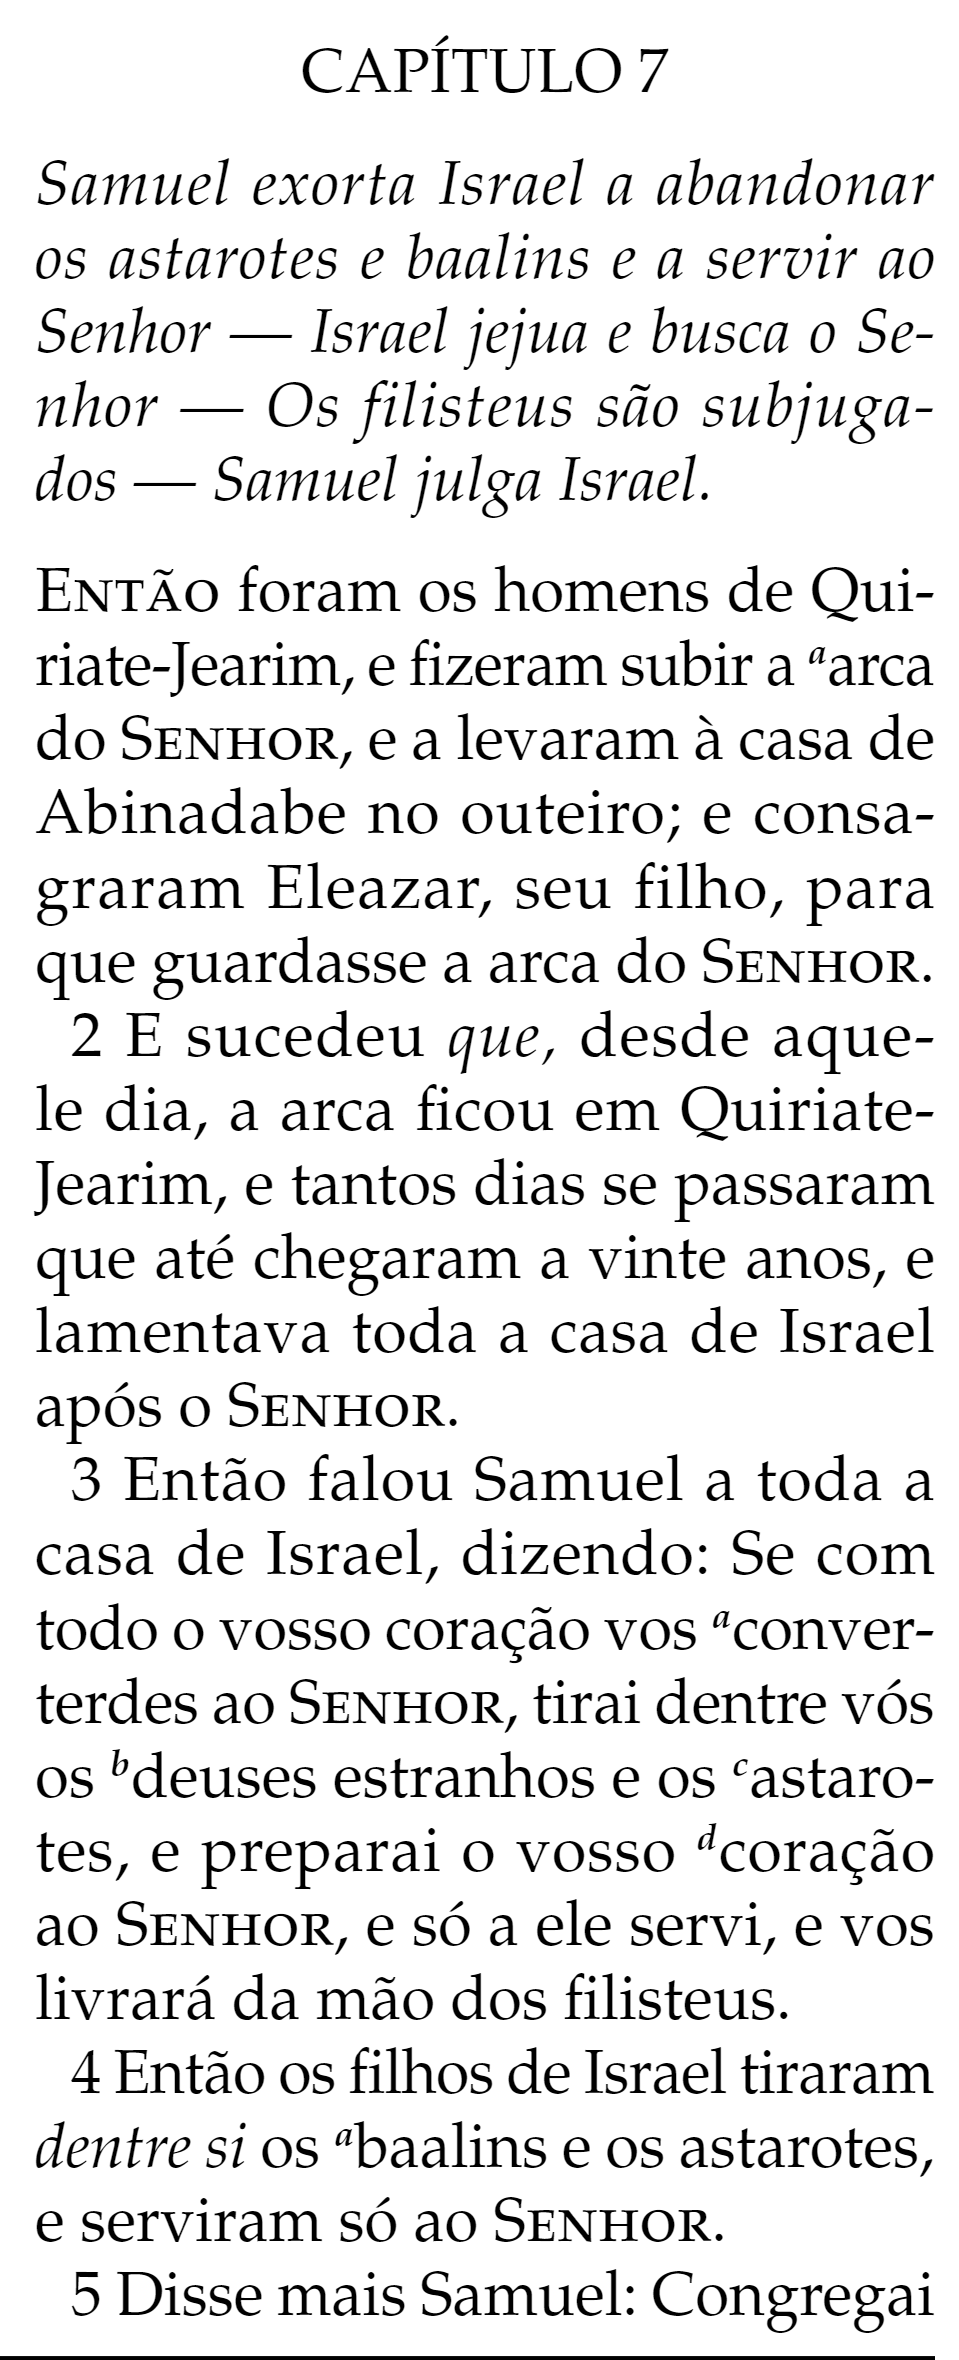 CAPÍTULO 7
Samuel exorta Israel a abandonar
os astarotes e baalins e a servir ao
Senhor — Israel jejua e busca o Se-
nhor — Os filisteus são subjuga-
dos — Samuel julga Israel.
ENTÃO foram os homens de Qui-
riate-Jearim, e fizeram subir a aarca
do SENHOR, e a levaram à casa de
Abinadabe no outeiro; e consa-
graram Eleazar, seu filho, para
que guardasse a arca do SENHOR.
2 E sucedeu que, desde aque-
le dia, a arca ficou em Quiriate-
Jearim, e tantos dias se passaram
que até chegaram a vinte anos, e
lamentava toda a casa de Israel
após o SENHOR.
3 Então falou Samuel a toda a
casa de Israel, dizendo: Se com
todo o vosso coração vos aconver-
terdes ao SENHOR, tirai dentre vós
os bdeuses estranhos e os castaro-
tes, e preparai o vosso dcoração
ao SENHOR, e só a ele servi, e vos
livrará da mão dos filisteus.
4 Então os filhos de Israel tiraram
dentre si os abaalins e os astarotes,
e serviram só ao SENHOR.
5 Disse mais Samuel: Congregai